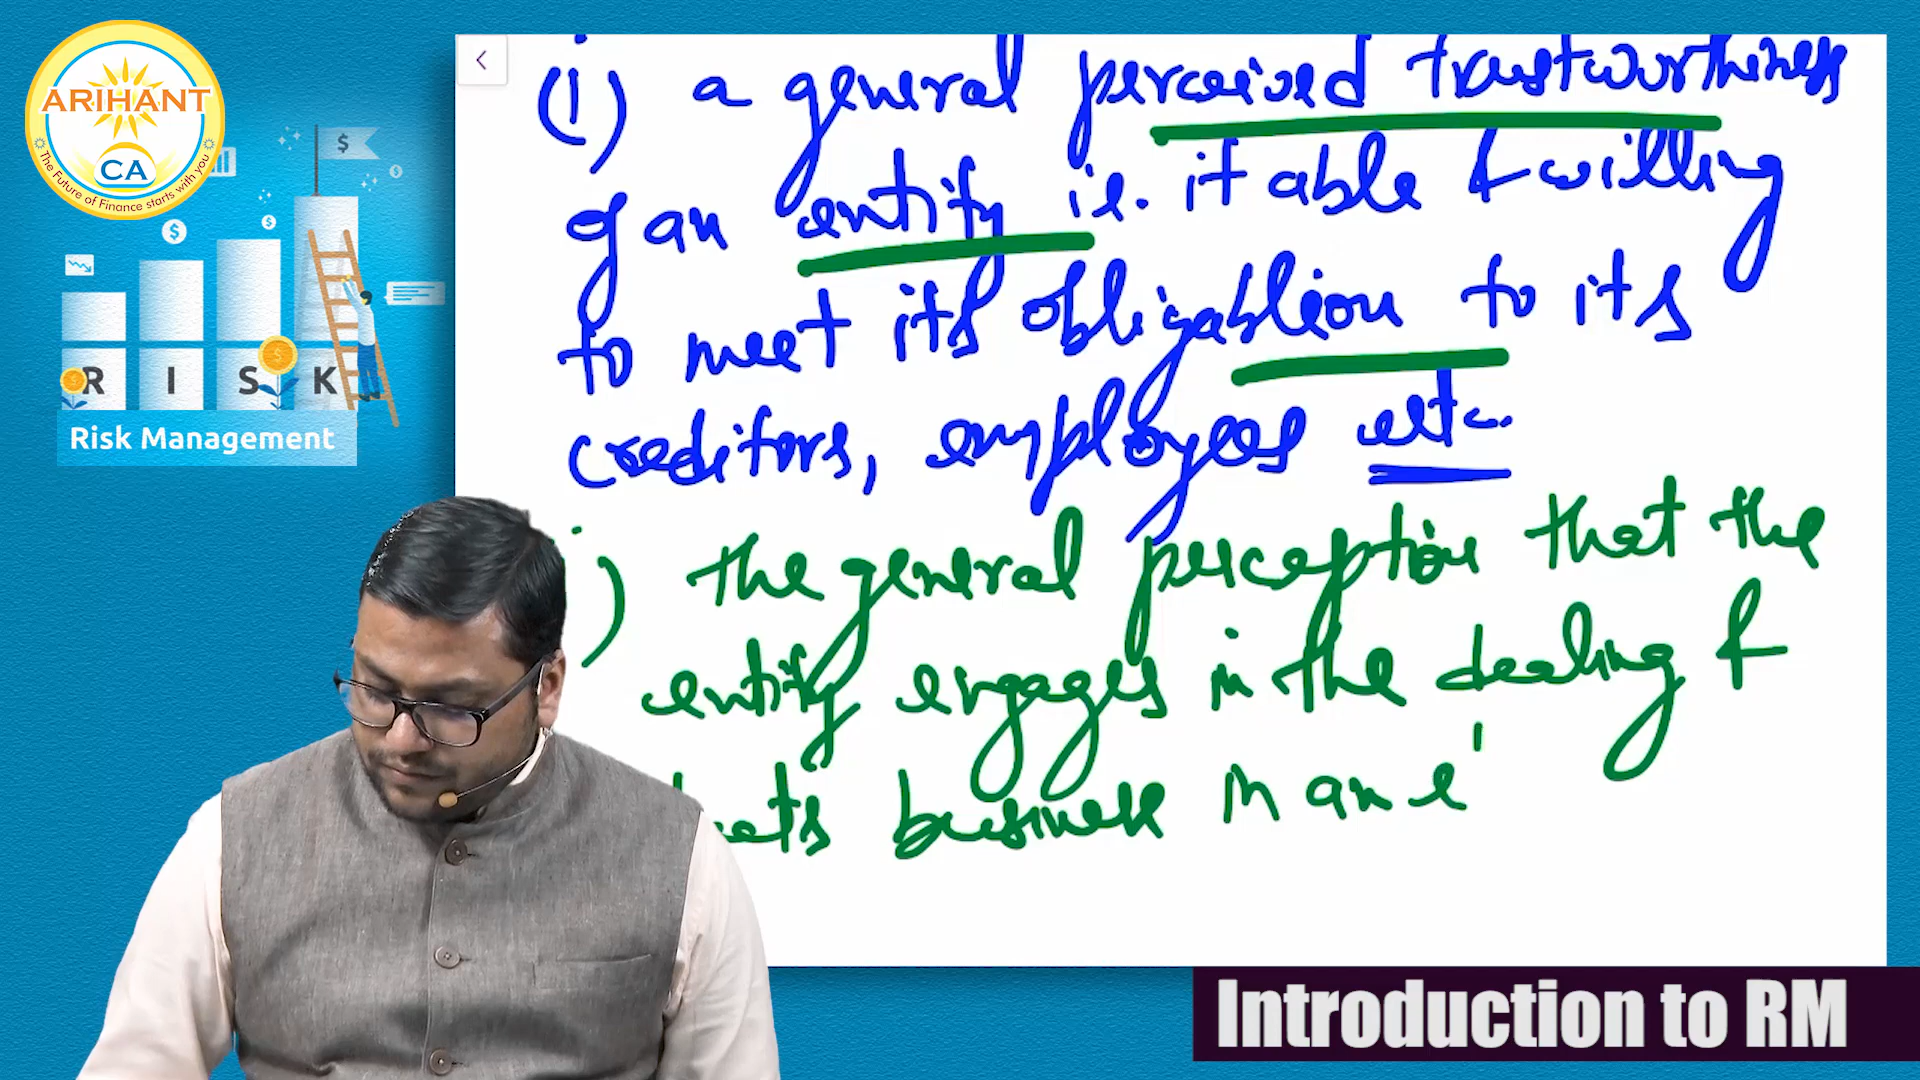 ARIHANT
CA
The Future of Finance starts with you
R I S K
Risk Management
(i) a general perceived trustworthiness
of an entity i.e. it able & willing
to meet its obligation to its
creditors, employees etc.
) the general perception that the
entity engages in the dealing &
business in an e
Introduction to RM